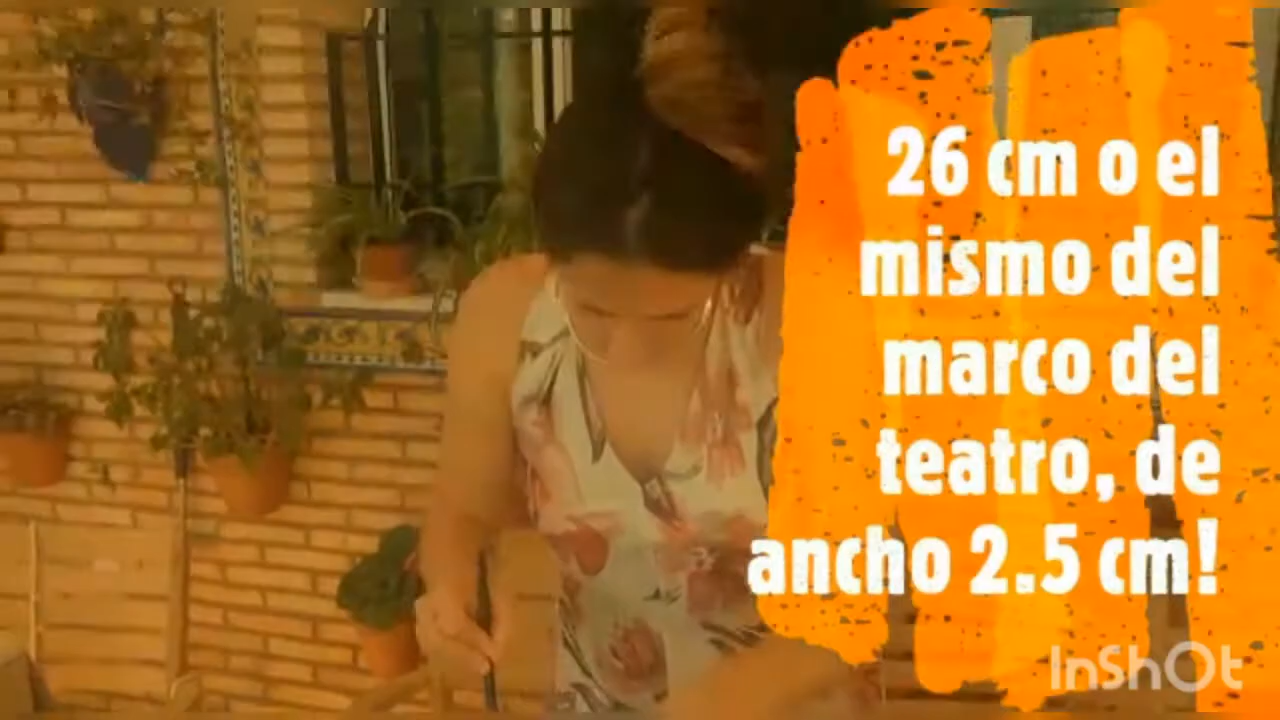 26 cm o el
mismo del
marco del
teatro, de
ancho 2.5 cm!
InShOt